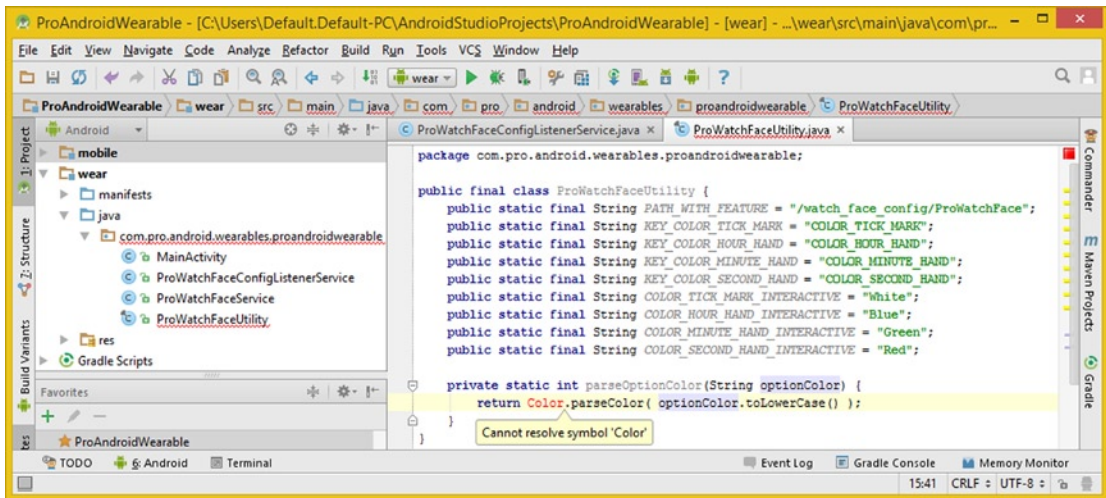 ProAndroidWearable - [C:\Users\Default.Default-PC\AndroidStudioProjects\ProAndroidWearable] - [wear] - ...\wear\src\main\java\com\pr...
File Edit View Navigate Code Analyze Refactor Build Run Tools VCS Window Help
wear
ProAndroidWearable wear src main java com pro android wearables proandroidwearable ProWatchFaceUtility
1: Project
Android
ProWatchFaceConfigListenerService.java × ProWatchFaceUtility.java ×
mobile
wear
manifests
java
com.pro.android.wearables.proandroidwearable
MainActivity
ProWatchFaceConfigListenerService
ProWatchFaceService
ProWatchFaceUtility
res
Gradle Scripts
Z: Structure
Build Variants
Favorites
ProAndroidWearable
package com.pro.android.wearables.proandroidwearable;
public final class ProWatchFaceUtility {
public static final String PATH_WITH_FEATURE = "/watch_face_config/ProWatchFace";
public static final String KEY_COLOR_TICK_MARK = "COLOR_TICK_MARK";
public static final String KEY_COLOR_HOUR_HAND = "COLOR_HOUR_HAND";
public static final String KEY_COLOR_MINUTE_HAND = "COLOR_MINUTE_HAND";
public static final String KEY_COLOR_SECOND_HAND = "COLOR_SECOND_HAND";
public static final String COLOR_TICK_MARK_INTERACTIVE = "White";
public static final String COLOR_HOUR_HAND_INTERACTIVE = "Blue";
public static final String COLOR_MINUTE_HAND_INTERACTIVE = "Green";
public static final String COLOR_SECOND_HAND_INTERACTIVE = "Red";
private static int parseOptionColor(String optionColor) {
return Color.parseColor( optionColor.toLowerCase() );
}
Cannot resolve symbol 'Color'
}
Commander
m Maven Projects
Gradle
TODO 6: Android Terminal Event Log Gradle Console Memory Monitor
15:41 CRLF UTF-8